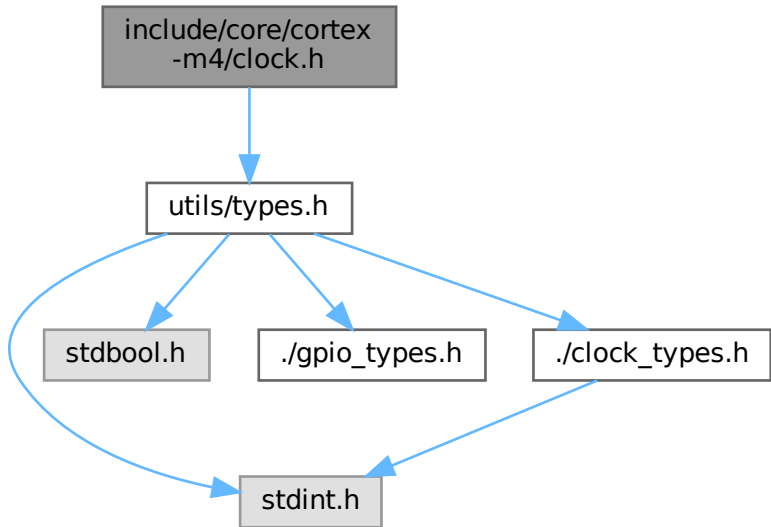 include/core/cortex
-m4/clock.h
utils/types.h
stdbool.h
./gpio_types.h
./clock_types.h
stdint.h